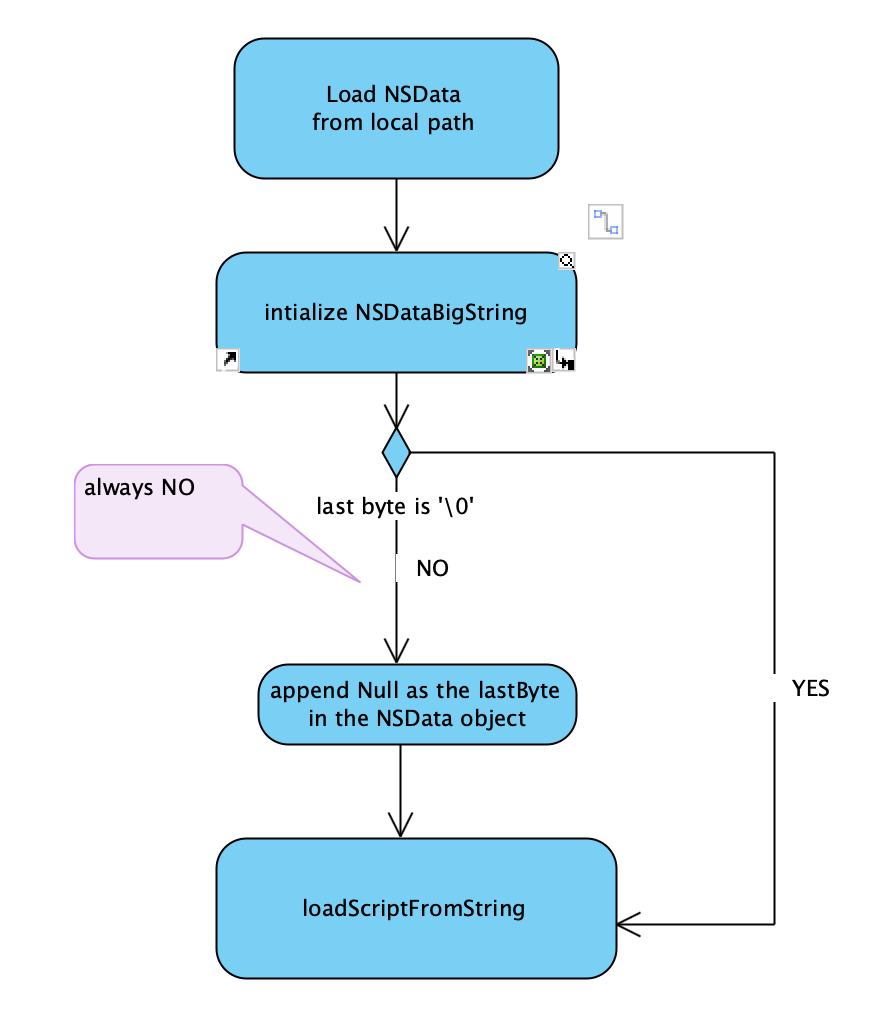 Load NSData
from local path
intialize NSDataBigString
always NO
last byte is '\0'
NO
append Null as the lastByte
in the NSData object
YES
loadScriptFromString